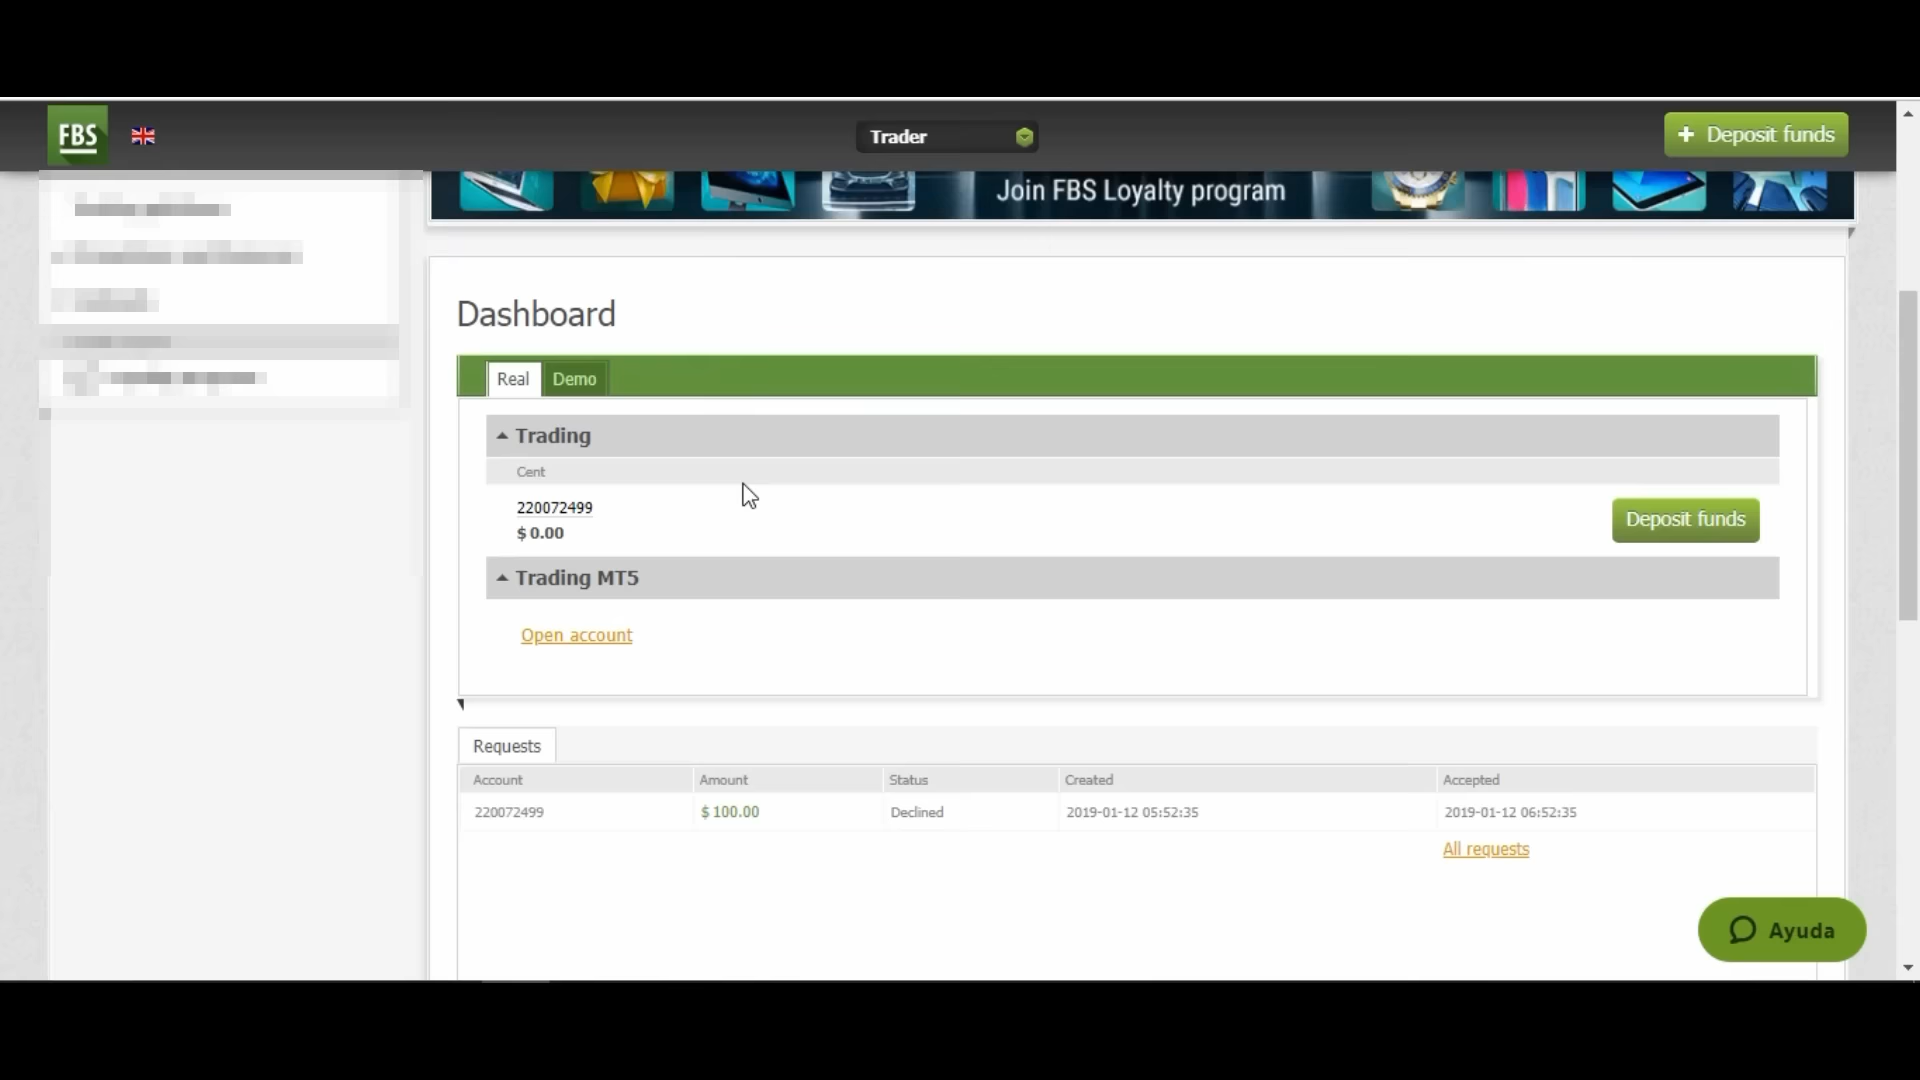 FBS
Trader
+ Deposit funds
Join FBS Loyalty program
Dashboard
Real Demo
Trading
Cent
220072499
$ 0.00
Deposit funds
Trading MT5
Open account
Requests
Account Amount Status Created Accepted
220072499 $ 100.00 Declined 2019-01-12 05:52:35 2019-01-12 06:52:35
All requests
Ayuda